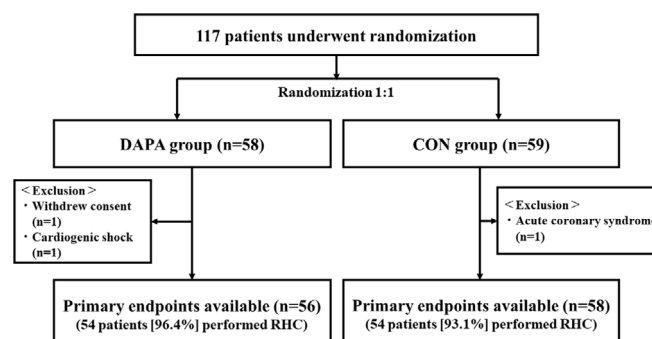 117 patients underwent randomization
Randomization 1:1
DAPA group (n=58)
CON group (n=59)
<Exclusion>
・Withdrew consent
(n=1)
・Cardiogenic shock
(n=1)
<Exclusion>
・Acute coronary syndrome
(n=1)
Primary endpoints available (n=56)
(54 patients [96.4%] performed RHC)
Primary endpoints available (n=58)
(54 patients [93.1%] performed RHC)